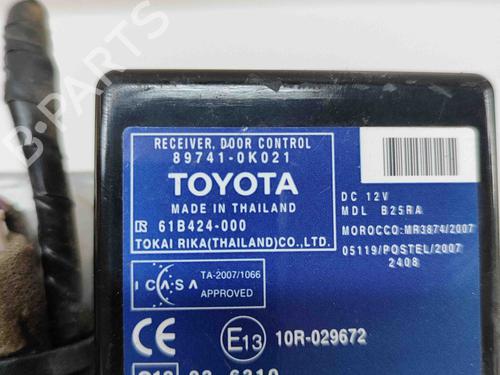 RECEIVER, DOOR CONTROL
89741-0K021
TOYOTA
MADE IN THAILAND
61B424-000
TOKAI RIKA(THAILAND)CO.,LTD.
DC 12V
MDL B25RA
MOROCCO:MR3874/2007
05119/POSTEL/2007
2408
ICASA
TA-2007/1066
APPROVED
CE
E13
10R-029672